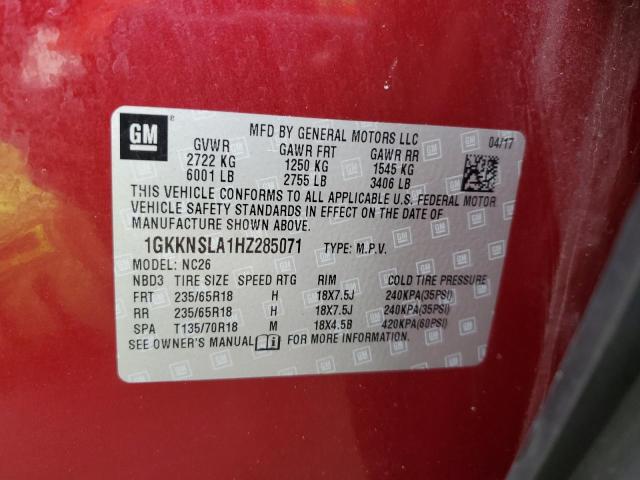 GM
®
MFD BY GENERAL MOTORS LLC
04/17
GVWR GAWR FRT GAWR RR
2722 KG 1250 KG 1545 KG
6001 LB 2755 LB 3406 LB
THIS VEHICLE CONFORMS TO ALL APPLICABLE U.S. FEDERAL MOTOR
VEHICLE SAFETY STANDARDS IN EFFECT ON THE DATE OF
MANUFACTURE SHOWN ABOVE.
1GKKNSLA1HZ285071 TYPE: M.P.V.
MODEL: NC26
NBD3 TIRE SIZE SPEED RTG RIM COLD TIRE PRESSURE
FRT 235/65R18 H 18X7.5J 240KPA(35PSI)
RR 235/65R18 H 18X7.5J 240KPA(35PSI)
SPA T135/70R18 M 18X4.5B 420KPA(60PSI)
SEE OWNER'S MANUAL FOR MORE INFORMATION.